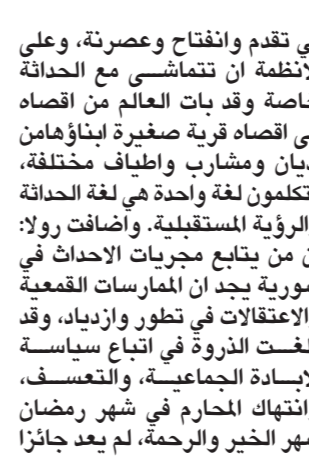 ي تقدم وانفتاح وعصرنة، وعلى
لانظمة ان تتماشى مع الحداثة
خاصة وقد بات العالم من اقصاه
ى اقصاه قرية صغيرة ابناؤهامن
ديان ومشارب واطياف مختلفة،
تكلمون لغة واحدة هي لغة الحداثة
الرؤية المستقبلية. واضافت رولا:
ن من يتابع مجريات الاحداث في
سورية يجد ان الممارسات القمعية
الاعتقالات في تطور وازدياد، وقد
لغت الذروة في اتباع سياسة
لابادة الجماعية، والتعسف،
انتهاك المحارم في شهر رمضان
شهر الخير والرحمة، لم يعد جائزا